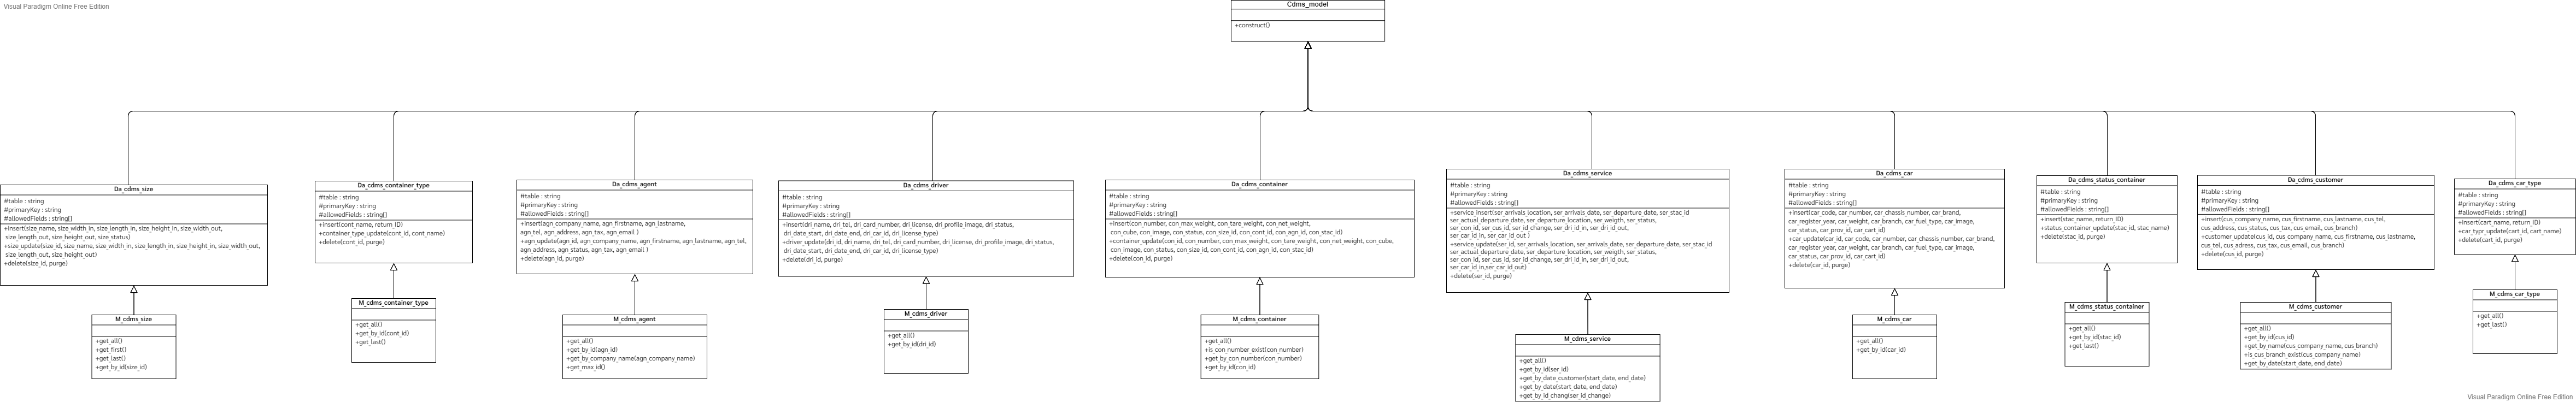 Visual Paradigm Online Free Edition
Cdms_model
+construct()
Da_cdms_size
#table : string
#primaryKey : string
#allowedFields : string[]
+insert(size_name, size_width_in, size_length_in, size_height_in, size_width_out,
size_length_out, size_height_out, size_status)
+size_update(size_id, size_name, size_width_in, size_length_in, size_height_in, size_width_out,
size_length_out, size_height_out)
+delete(size_id, purge)
M_cdms_size
+get_all()
+get_first()
+get_last()
+get_by_id(size_id)
Da_cdms_container_type
#table : string
#primaryKey : string
#allowedFields : string[]
+insert(cont_name, return_ID)
+container_type_update(cont_id, cont_name)
+delete(cont_id, purge)
M_cdms_container_type
+get_all()
+get_by_id(cont_id)
+get_last()
Da_cdms_agent
#table : string
#primaryKey : string
#allowedFields : string[]
+insert(agn_company_name, agn_firstname, agn_lastname,
agn_tel, agn_address, agn_tax, agn_email )
+agn_update(agn_id, agn_company_name, agn_firstname, agn_lastname, agn_tel,
agn_address, agn_status, agn_tax, agn_email )
+delete(agn_id, purge)
M_cdms_agent
+get_all()
+get_by_id(agn_id)
+get_by_company_name(agn_company_name)
+get_max_id()
Da_cdms_driver
#table : string
#primaryKey : string
#allowedFields : string[]
+insert(dri_name, dri_tel, dri_card_number, dri_license, dri_profile_image, dri_status,
dri_date_start, dri_date_end, dri_car_id, dri_license_type)
+driver_update(dri_id, dri_name, dri_tel, dri_card_number, dri_license, dri_profile_image, dri_status,
dri_date_start, dri_date_end, dri_car_id, dri_license_type)
+delete(dri_id, purge)
M_cdms_driver
+get_all()
+get_by_id(dri_id)
Da_cdms_container
#table : string
#primaryKey : string
#allowedFields : string[]
+insert(con_number, con_max_weight, con_tare_weight, con_net_weight,
con_cube, con_image, con_status, con_size_id, con_cont_id, con_agn_id, con_stac_id)
+container_update(con_id, con_number, con_max_weight, con_tare_weight, con_net_weight, con_cube,
con_image, con_status, con_size_id, con_cont_id, con_agn_id, con_stac_id)
+delete(con_id, purge)
M_cdms_container
+get_all()
+is_con_number_exist(con_number)
+get_by_con_number(con_number)
+get_by_id(con_id)
Da_cdms_service
#table : string
#primaryKey : string
#allowedFields : string[]
+service_insert(ser_arrivals_location, ser_arrivals_date, ser_departure_date, ser_stac_id
ser_actual_departure_date, ser_departure_location, ser_weigth, ser_status,
ser_con_id, ser_cus_id, ser_id_change, ser_dri_id_in, ser_dri_id_out,
ser_car_id_in, ser_car_id_out )
+service_update(ser_id, ser_arrivals_location, ser_arrivals_date, ser_departure_date, ser_stac_id
ser_actual_departure_date, ser_departure_location, ser_weigth, ser_status,
ser_con_id, ser_cus_id, ser_id_change, ser_dri_id_in, ser_dri_id_out,
ser_car_id_in,ser_car_id_out)
+delete(ser_id, purge)
M_cdms_service
+get_all()
+get_by_id(ser_id)
+get_by_date_customer(start_date, end_date)
+get_by_date(start_date, end_date)
+get_by_id_chang(ser_id_change)
Da_cdms_car
#table : string
#primaryKey : string
#allowedFields : string[]
+insert(car_code, car_number, car_chassis_number, car_brand,
car_register_year, car_weight, car_branch, car_fuel_type, car_image,
car_status, car_prov_id, car_cart_id)
+car_update(car_id, car_code, car_number, car_chassis_number, car_brand,
car_register_year, car_weight, car_branch, car_fuel_type, car_image,
car_status, car_prov_id, car_cart_id)
+delete(car_id, purge)
M_cdms_car
+get_all()
+get_by_id(car_id)
Da_cdms_status_container
#table : string
#primaryKey : string
#allowedFields : string[]
+insert(stac_name, return_ID)
+status_container_update(stac_id, stac_name)
+delete(stac_id, purge)
M_cdms_status_container
+get_all()
+get_by_id(stac_id)
+get_last()
Da_cdms_customer
#table : string
#primaryKey : string
#allowedFields : string[]
+insert(cus_company_name, cus_firstname, cus_lastname, cus_tel,
cus_address, cus_status, cus_tax, cus_email, cus_branch)
+customer_update(cus_id, cus_company_name, cus_firstname, cus_lastname,
cus_tel, cus_adress, cus_tax, cus_email, cus_branch)
+delete(cus_id, purge)
M_cdms_customer
+get_all()
+get_by_id(cus_id)
+get_by_name(cus_company_name, cus_branch)
+is_cus_branch_exist(cus_company_name)
+get_by_date(start_date, end_date)
Da_cdms_car_type
#table : string
#primaryKey : string
#allowedFields : string[]
+insert(cart_name, return_ID)
+car_typr_update(cart_id, cart_name)
+delete(cart_id, purge)
M_cdms_car_type
+get_all()
+get_last()
Visual Paradigm Online Free Edition